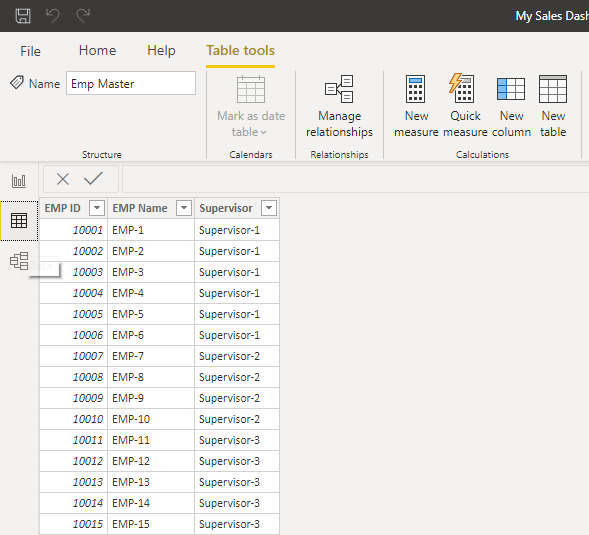 My Sales Dash
File Home Help Table tools
Name Emp Master
Mark as date table
Manage relationships
New measure
Quick measure
New column
New table
Structure Calendars Relationships Calculations
EMP ID EMP Name Supervisor
10001 EMP-1 Supervisor-1
10002 EMP-2 Supervisor-1
10003 EMP-3 Supervisor-1
10004 EMP-4 Supervisor-1
10005 EMP-5 Supervisor-1
10006 EMP-6 Supervisor-1
10007 EMP-7 Supervisor-2
10008 EMP-8 Supervisor-2
10009 EMP-9 Supervisor-2
10010 EMP-10 Supervisor-2
10011 EMP-11 Supervisor-3
10012 EMP-12 Supervisor-3
10013 EMP-13 Supervisor-3
10014 EMP-14 Supervisor-3
10015 EMP-15 Supervisor-3